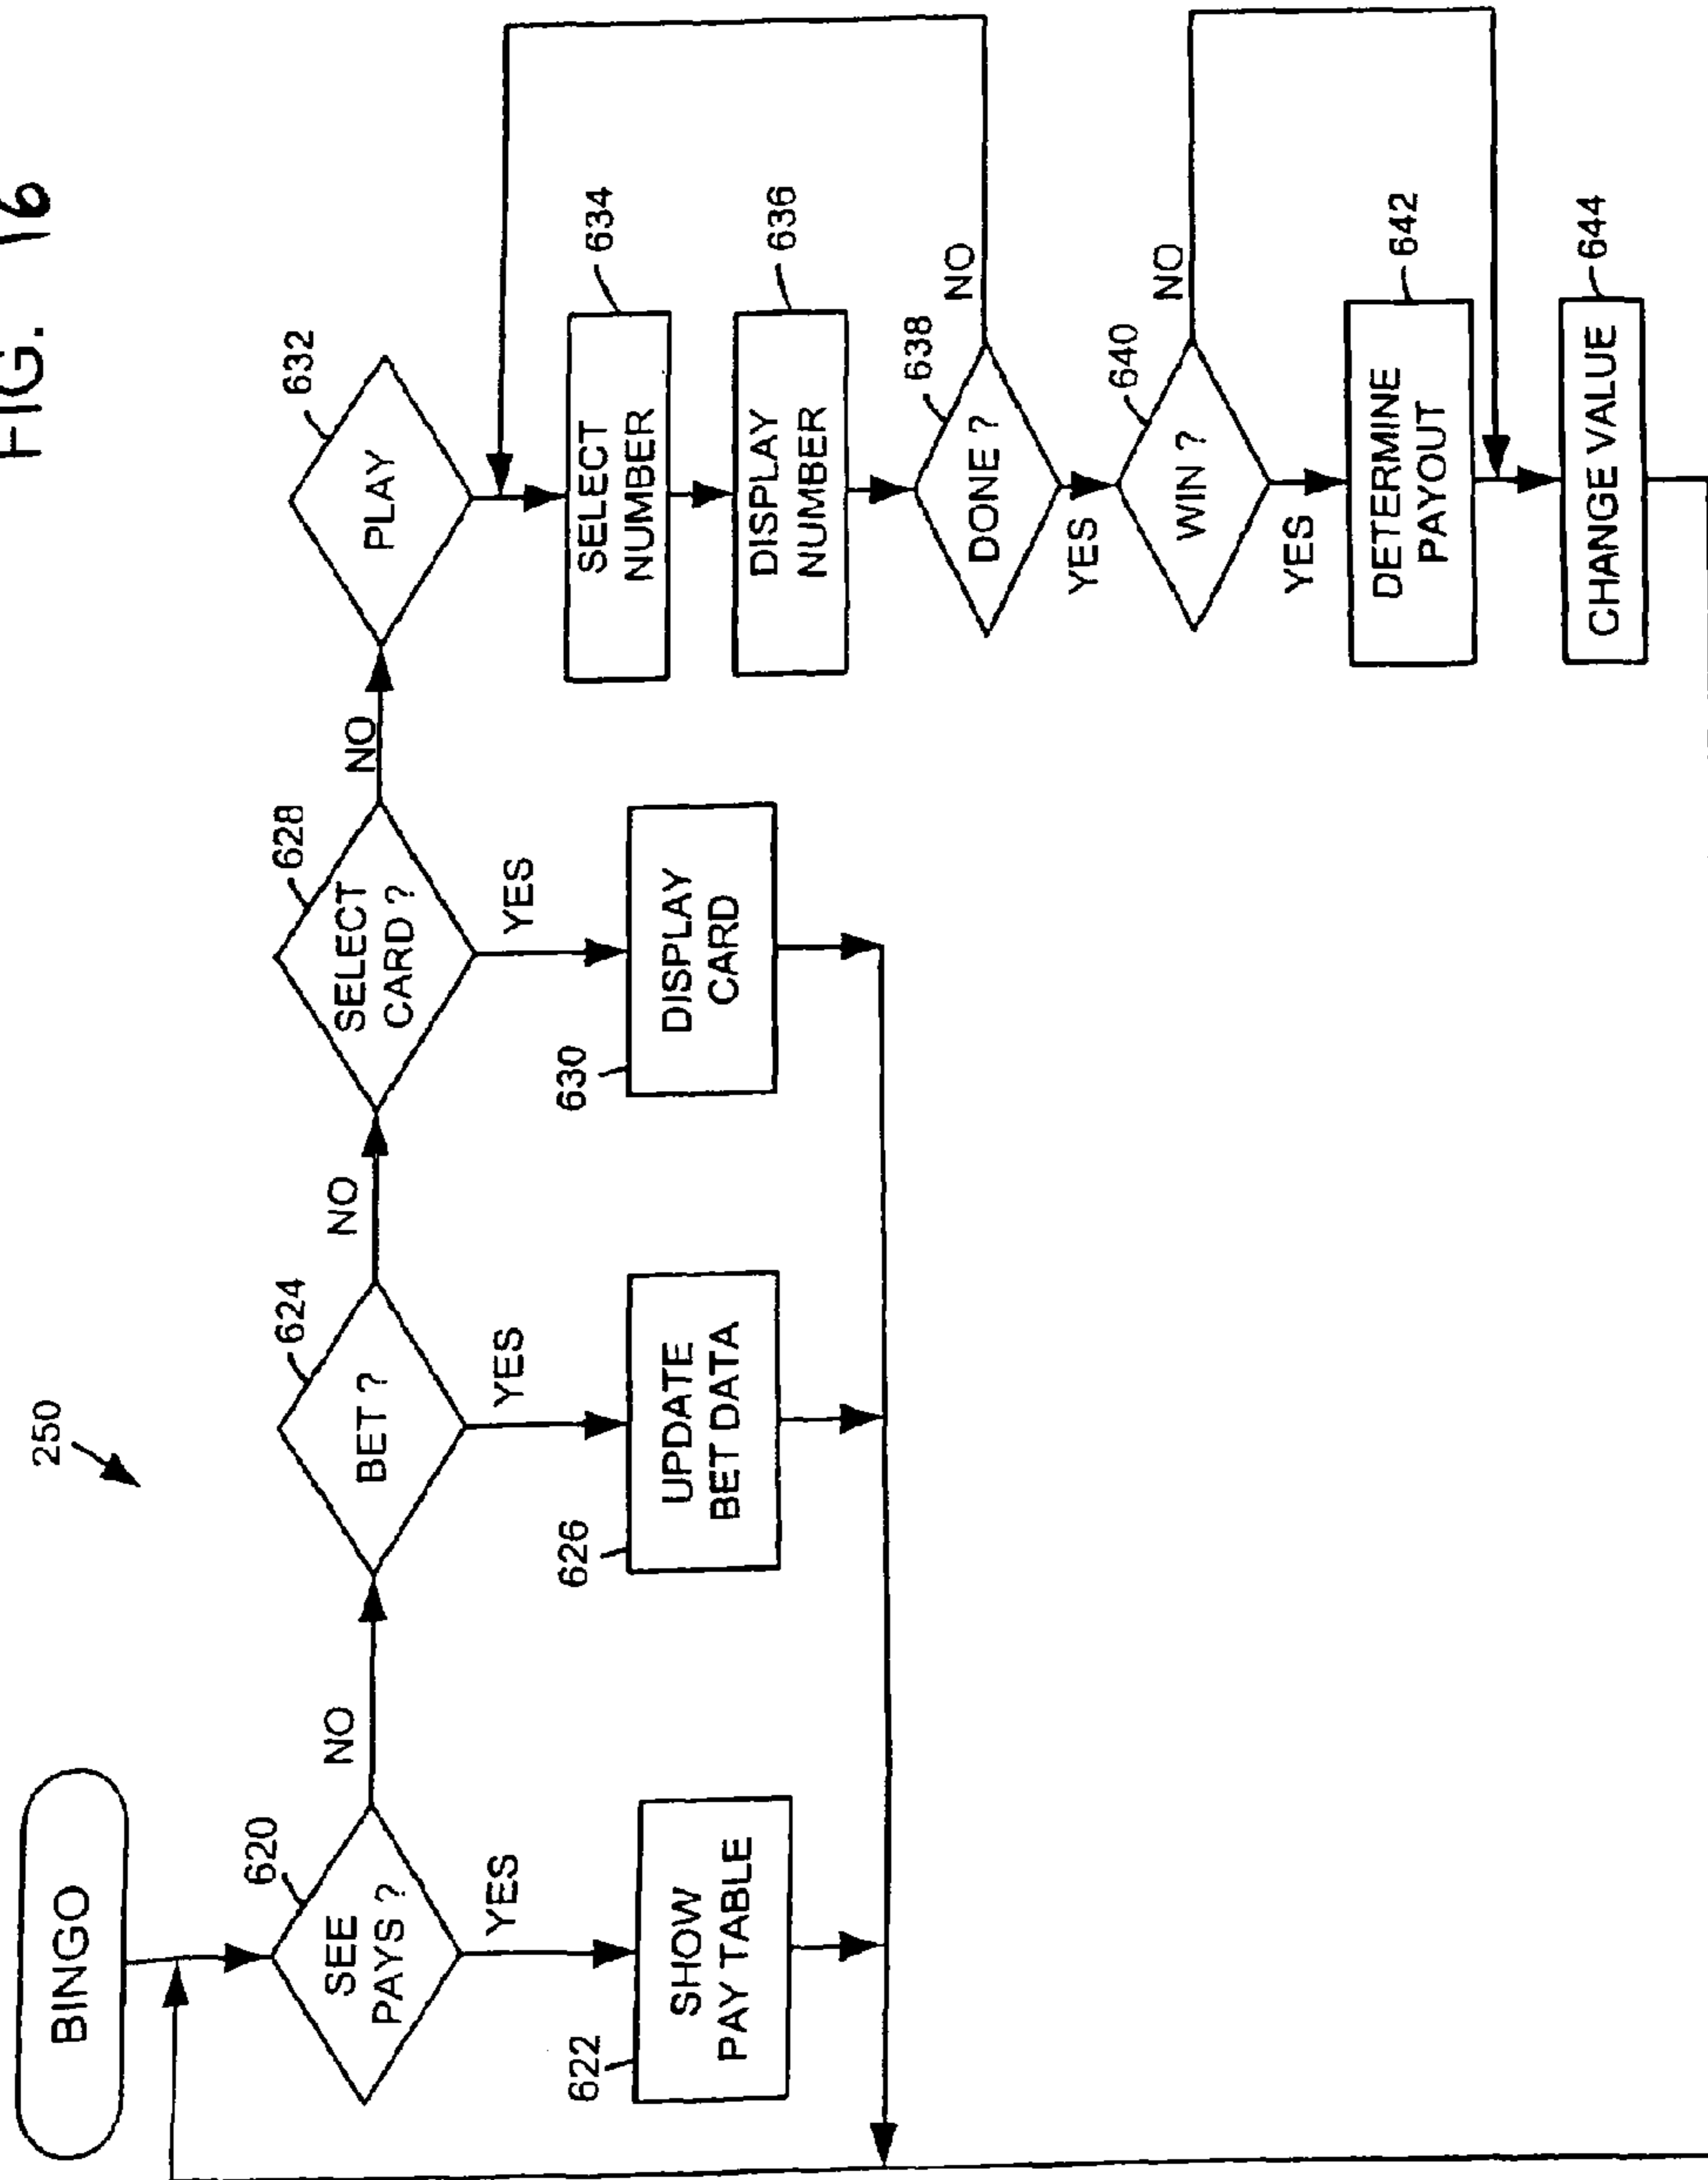 FIG. 16
250
BINGO
620
SEE
PAYS ?
NO
YES
622
SHOW
PAY TABLE
624
BET ?
NO
YES
626
UPDATE
BET DATA
628
SELECT
CARD ?
NO
YES
630
DISPLAY
CARD
632
PLAY
634
SELECT
NUMBER
636
DISPLAY
NUMBER
638
DONE ?
NO
YES
640
WIN ?
NO
YES
642
DETERMINE
PAYOUT
644
CHANGE VALUE